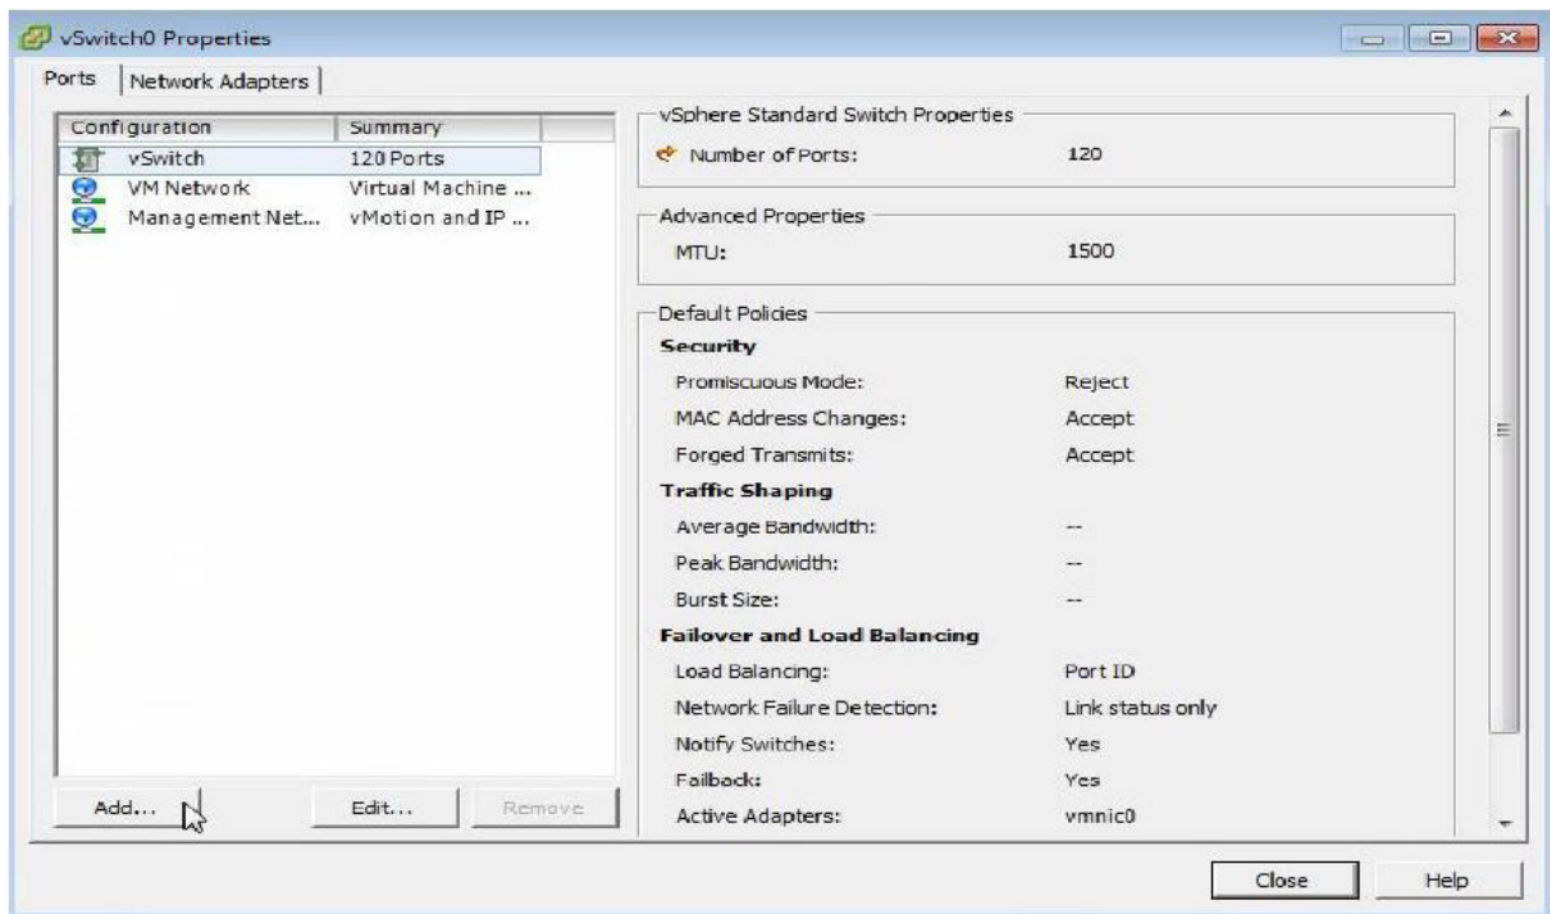 vSwitch0 Properties
Ports
Network Adapters
Configuration Summary
vSwitch 120 Ports
VM Network Virtual Machine ...
Management Net... vMotion and IP ...
Add...
Edit...
Remove
vSphere Standard Switch Properties
Number of Ports: 120
Advanced Properties
MTU: 1500
Default Policies
Security
Promiscuous Mode: Reject
MAC Address Changes: Accept
Forged Transmits: Accept
Traffic Shaping
Average Bandwidth: --
Peak Bandwidth: --
Burst Size: --
Failover and Load Balancing
Load Balancing: Port ID
Network Failure Detection: Link status only
Notify Switches: Yes
Failback: Yes
Active Adapters: vmnic0
Close
Help